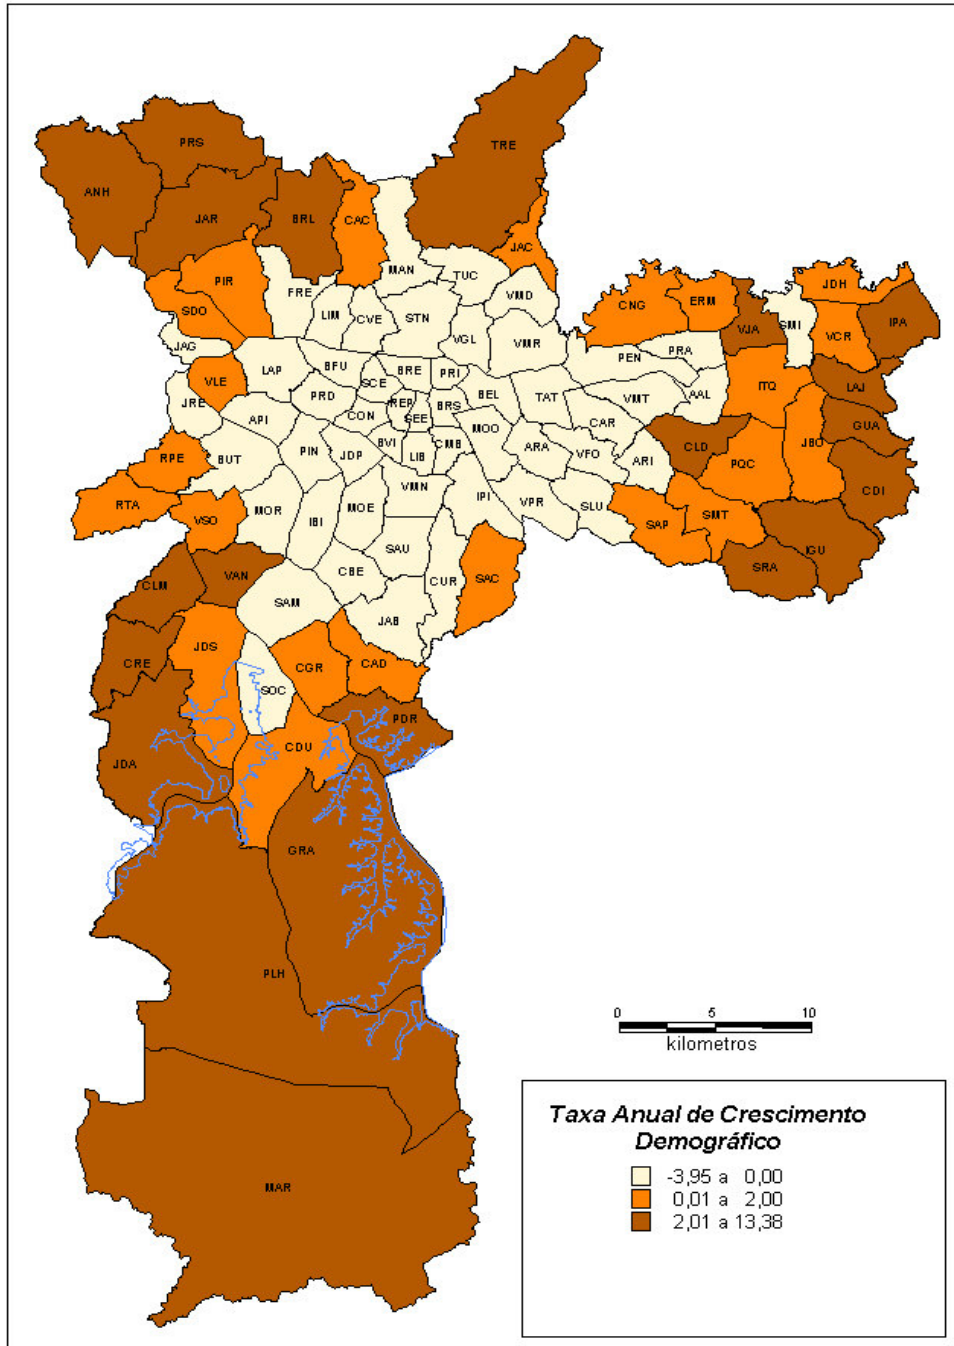 TRE
PRS
ANH
JAR
BRL
CAC
JAC
MAN
TUC
PIR
FRE
VMD
CNG
ERM
JDH
SDO
LIM
CVE
STN
VJA
SMI
IPA
VGL
VMR
VCR
JAG
PEN
PRA
LAP
BFU
BRE
PRI
VLE
SCE
ITQ
LAJ
JRE
PRD
REP
BRS
BEL
TAT
VMT
AAL
API
CON
SEE
MOO
CAR
GUA
BVI
CMB
ARA
CLD
JBO
RPE
BUT
PIN
JDP
LIB
VFO
ARI
PQC
VMN
CDI
RTA
VSO
MOR
IBI
MOE
IPI
VPR
SLU
SAP
SMT
SAU
IGU
CLM
VAN
CBE
CUR
SAC
SRA
SAM
JAB
CRE
JDS
CGR
CAD
SOC
PDR
CDU
JDA
GRA
PLH
MAR
0 5 10
kilometros
Taxa Anual de Crescimento
Demográfico
-3,95 a 0,00
0,01 a 2,00
2,01 a 13,38